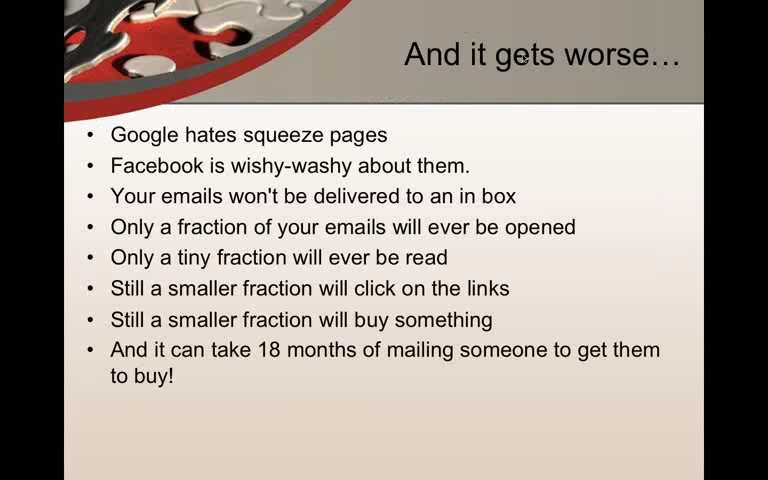 And it gets worse…
• Google hates squeeze pages
• Facebook is wishy-washy about them.
• Your emails won't be delivered to an in box
• Only a fraction of your emails will ever be opened
• Only a tiny fraction will ever be read
• Still a smaller fraction will click on the links
• Still a smaller fraction will buy something
• And it can take 18 months of mailing someone to get them
to buy!